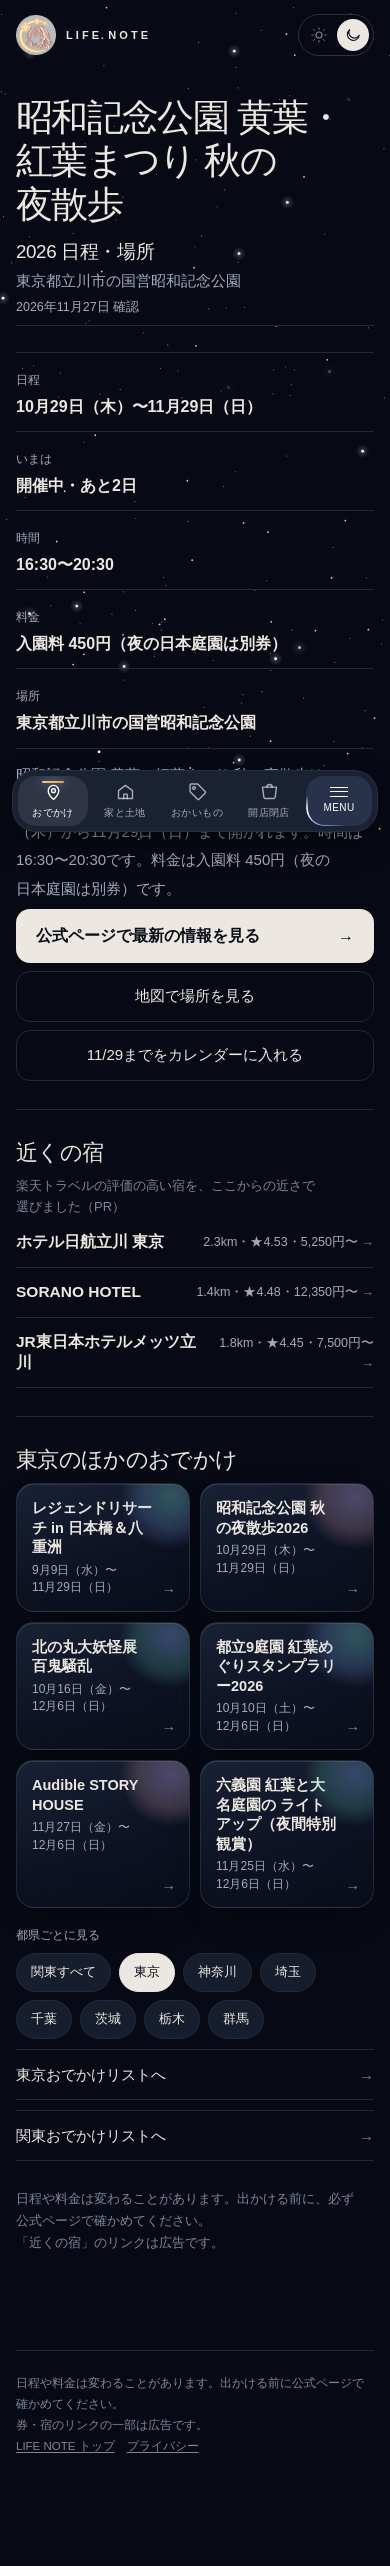 LIFE.NOTE
昭和記念公園 黄葉・
紅葉まつり 秋の
夜散歩
2026 日程・場所
東京都立川市の国営昭和記念公園
2026年11月27日 確認
日程
10月29日（木）〜11月29日（日）
いまは
開催中・あと2日
時間
16:30〜20:30
料金
入園料 450円（夜の日本庭園は別券）
場所
東京都立川市の国営昭和記念公園
おでかけ
家と土地
おかいもの
開店閉店
MENU
（木）から11月29日（日）まで開かれます。時間は
16:30〜20:30です。料金は入園料 450円（夜の
日本庭園は別券）です。
公式ページで最新の情報を見る →
地図で場所を見る
11/29までをカレンダーに入れる
近くの宿
楽天トラベルの評価の高い宿を、ここからの近さで
選びました（PR）
ホテル日航立川 東京 2.3km・★4.53・5,250円〜 →
SORANO HOTEL 1.4km・★4.48・12,350円〜 →
JR東日本ホテルメッツ立
川
1.8km・★4.45・7,500円〜
→
東京のほかのおでかけ
レジェンドリサー
チ in 日本橋＆八
重洲
9月9日（水）〜
11月29日（日）
→
昭和記念公園 秋
の夜散歩2026
10月29日（木）〜
11月29日（日）
→
北の丸大妖怪展
百鬼騒乱
10月16日（金）〜
12月6日（日）
→
都立9庭園 紅葉め
ぐりスタンプラリ
ー2026
10月10日（土）〜
12月6日（日）
→
Audible STORY
HOUSE
11月27日（金）〜
12月6日（日）
→
六義園 紅葉と大
名庭園の ライト
アップ（夜間特別
観賞）
11月25日（水）〜
12月6日（日）
→
都県ごとに見る
関東すべて
東京
神奈川
埼玉
千葉
茨城
栃木
群馬
東京おでかけリストへ →
関東おでかけリストへ →
日程や料金は変わることがあります。出かける前に、必ず
公式ページで確かめてください。
「近くの宿」のリンクは広告です。
日程や料金は変わることがあります。出かける前に公式ページで
確かめてください。
券・宿のリンクの一部は広告です。
LIFE NOTE トップ プライバシー